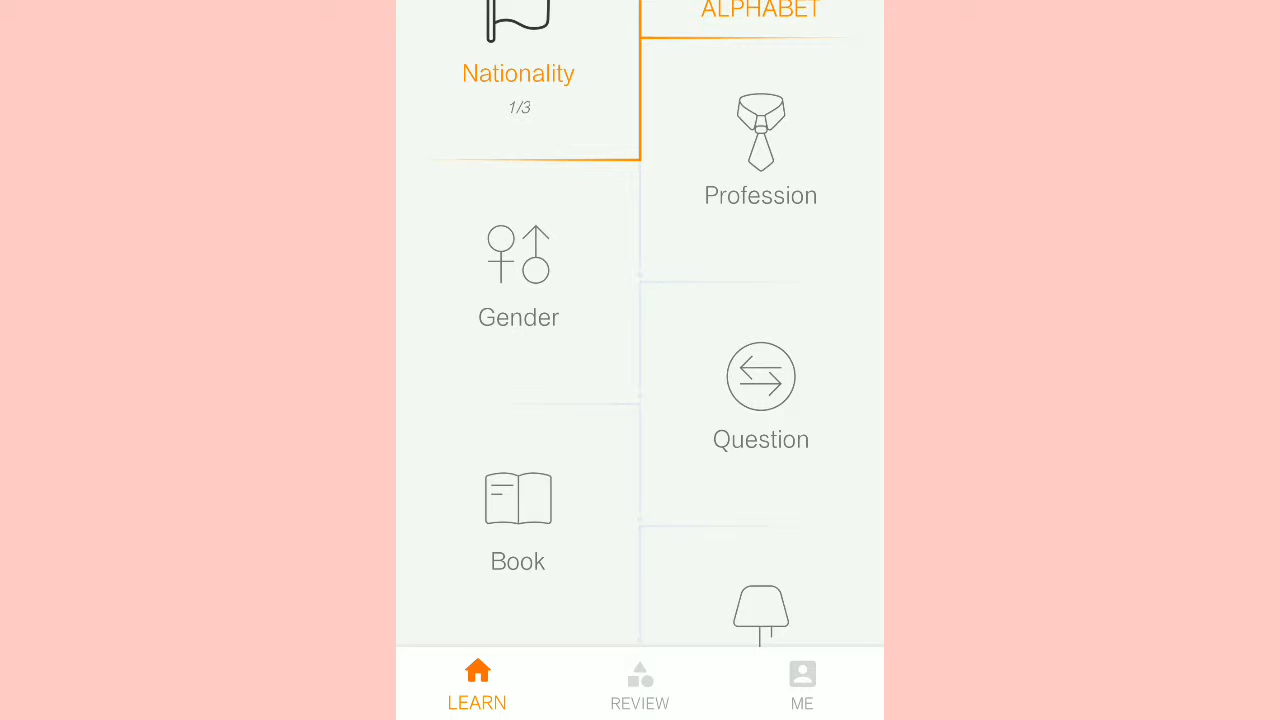 ALPHABET
Nationality
1/3
Profession
Gender
Question
Book
LEARN
REVIEW
ME